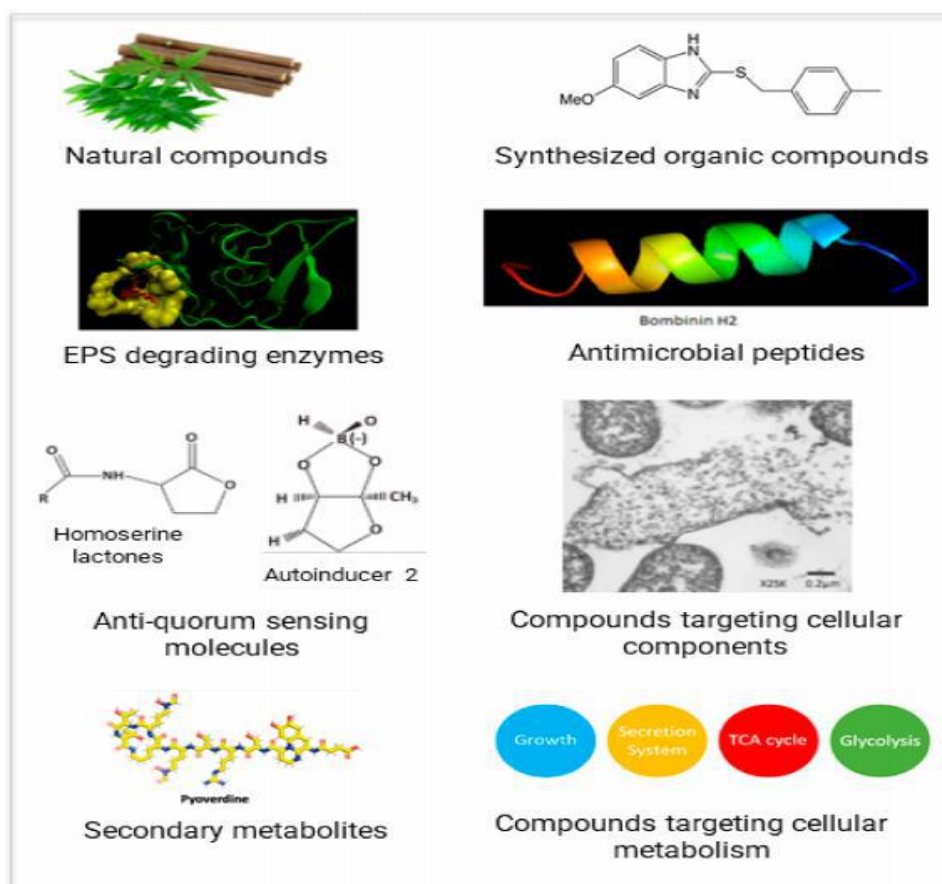 H
N
S
N
MeO
Natural compounds
Synthesized organic compounds
Bombinin H2
EPS degrading enzymes
Antimicrobial peptides
H
O
B(-)
O
O
O
O
NH
R
O
H
CH₃
O
H
Homoserine
lactones
Autoinducer 2
X25K
0.2µm
Anti-quorum sensing
molecules
Compounds targeting cellular
components
Growth
Secretion
System
TCA cycle
Glycolysis
Pyoverdine
Secondary metabolites
Compounds targeting cellular
metabolism